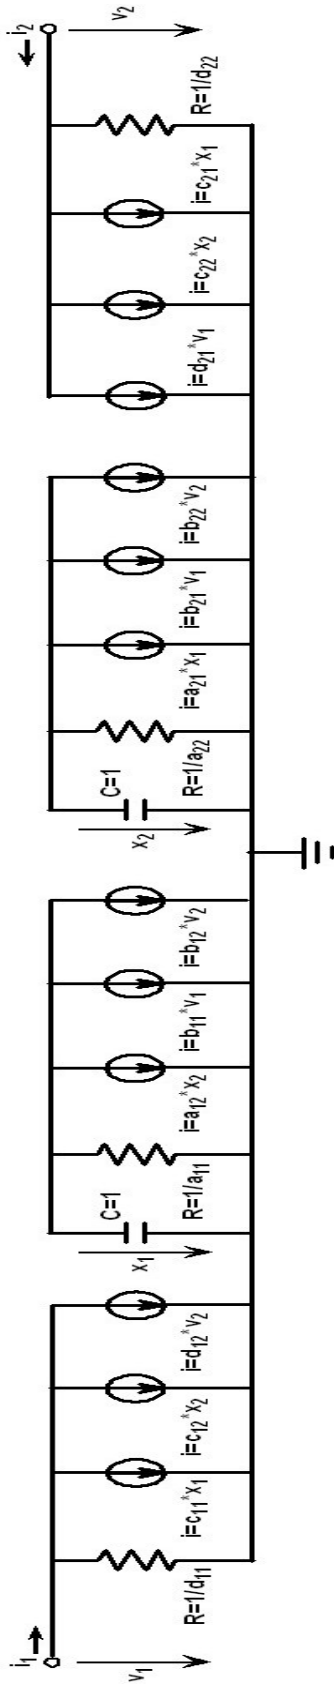 i₁
v₁
R=1/d₁₁
i=c₁₁*x₁
i=c₁₂*x₂
i=d₁₂*v₂
x₁
C=1
R=1/a₁₁
i=a₁₂*x₂
i=b₁₁*v₁
i=b₁₂*v₂
x₂
C=1
R=1/a₂₂
i=a₂₁*x₁
i=b₂₁*v₁
i=b₂₂*v₂
i=d₂₁*v₁
i=c₂₂*x₂
i=c₂₁*x₁
R=1/d₂₂
i₂
v₂